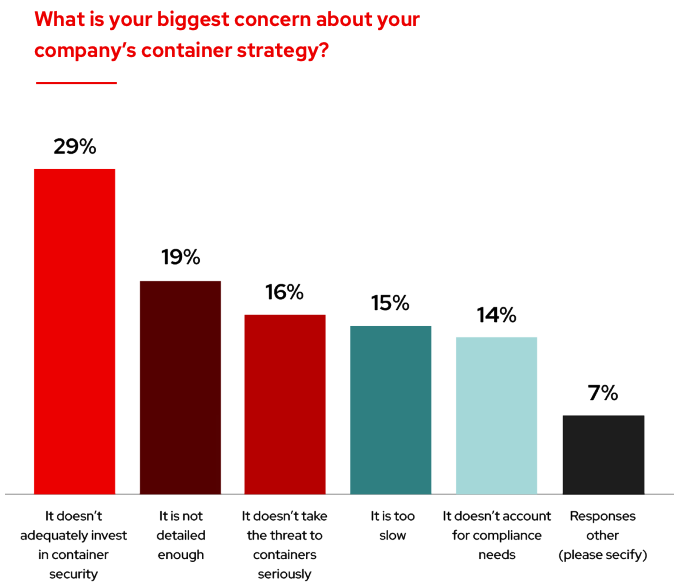 What is your biggest concern about your
company's container strategy?
29%
19%
16%
15%
14%
7%
It doesn't
adequately invest
in container
security
It is not
detailed
enough
It doesn't take
the threat to
containers
seriously
It is too
slow
It doesn't account
for compliance
needs
Responses
other
(please secify)